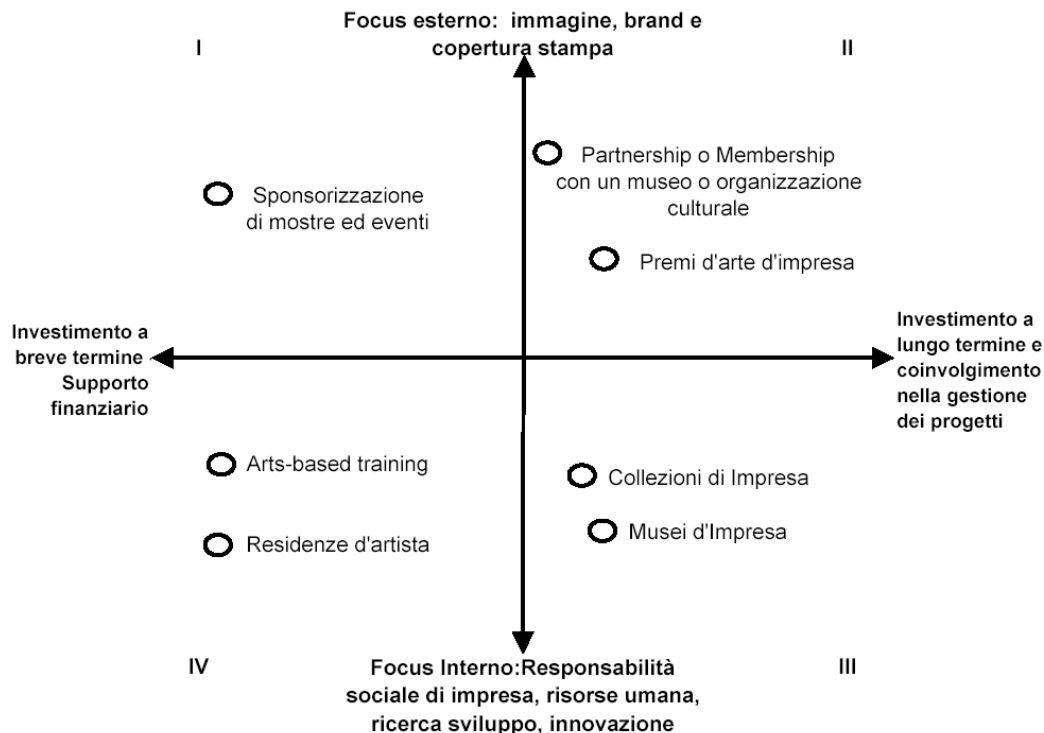 Focus esterno: immagine, brand e
copertura stampa
I
II
Partnership o Membership
con un museo o organizzazione
culturale
Sponsorizzazione
di mostre ed eventi
Premi d'arte d'impresa
Investimento a
breve termine
Supporto
finanziario
Investimento a
lungo termine e
coinvolgimento
nella gestione
dei progetti
Arts-based training
Collezioni di Impresa
Residenze d'artista
Musei d'Impresa
IV
III
Focus Interno:Responsabilità
sociale di impresa, risorse umana,
ricerca sviluppo, innovazione